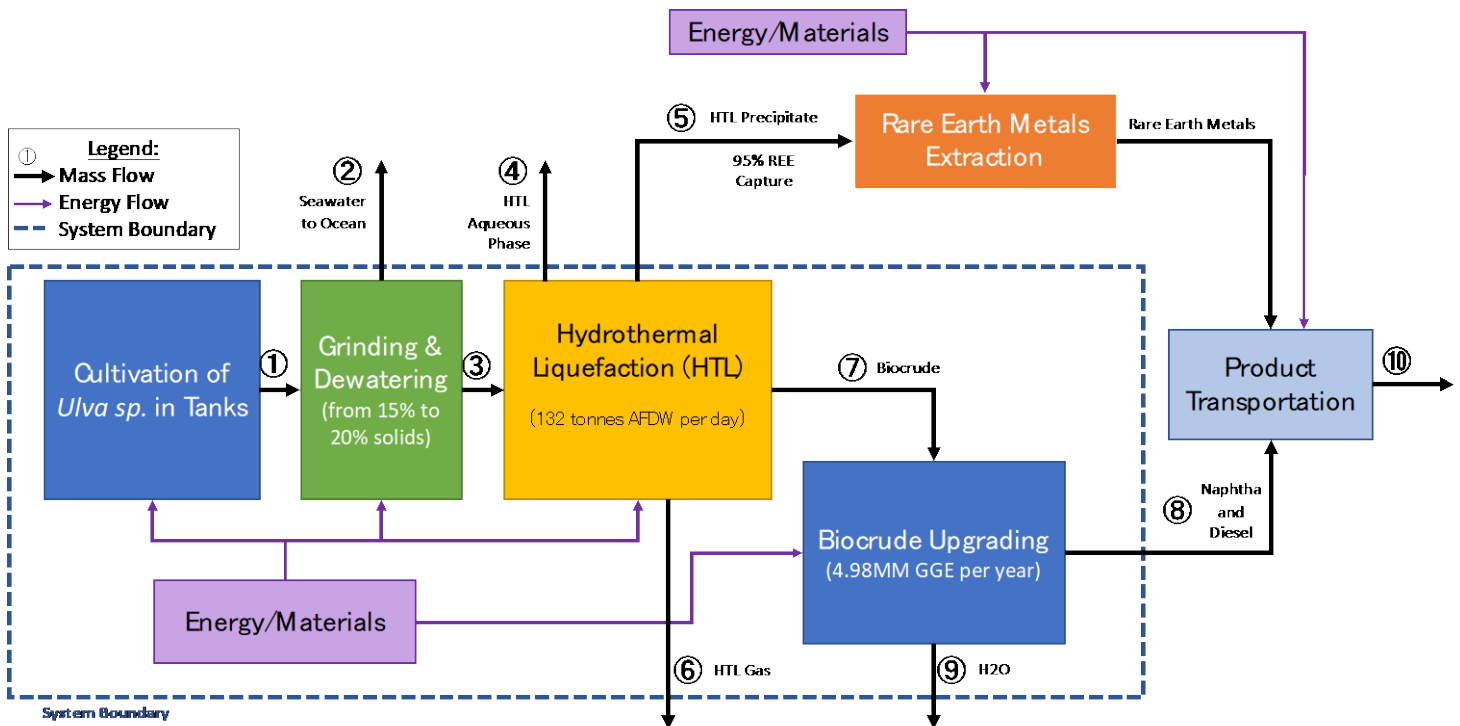 Energy/Materials
Legend:
①
Mass Flow
Energy Flow
System Boundary
②
Seawater
to Ocean
④
HTL
Aqueous
Phase
⑤
HTL Precipitate
95% REE
Capture
Rare Earth Metals
Extraction
Rare Earth Metals
Cultivation of
Ulva sp. in Tanks
①
Grinding &
Dewatering
(from 15% to
20% solids)
③
Hydrothermal
Liquefaction (HTL)
(132 tonnes AFDW per day)
⑦
Biocrude
Product
Transportation
⑩
Biocrude Upgrading
(4.98MM GGE per year)
⑧
Naphtha
and
Diesel
Energy/Materials
⑥
HTL Gas
⑨
H2O
System Boundary